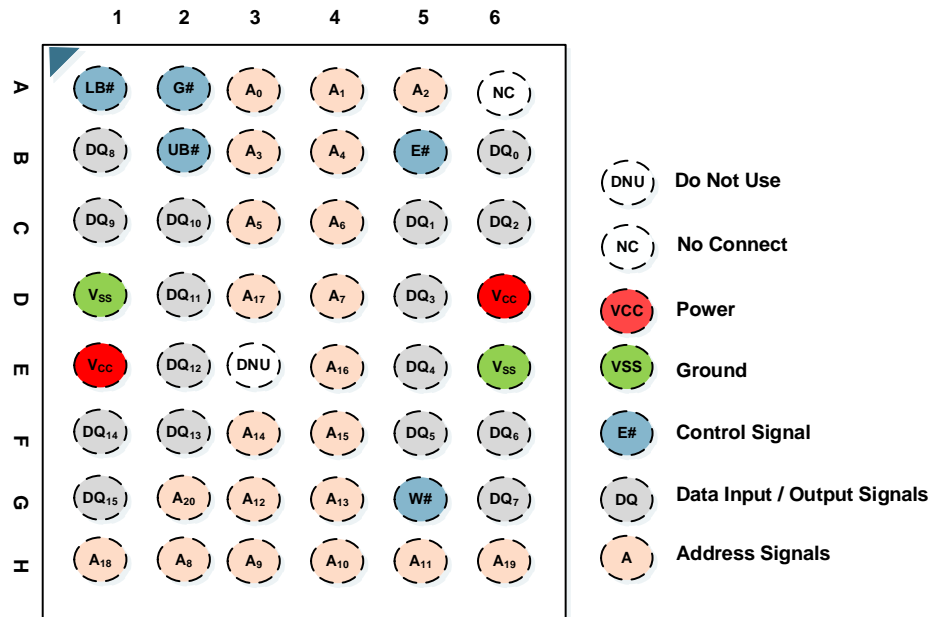 1 2 3 4 5 6
A LB# G# A0 A1 A2 NC
B DQ8 UB# A3 A4 E# DQ0
C DQ9 DQ10 A5 A6 DQ1 DQ2
D VSS DQ11 A17 A7 DQ3 VCC
E VCC DQ12 DNU A16 DQ4 VSS
F DQ14 DQ13 A14 A15 DQ5 DQ6
G DQ15 A20 A12 A13 W# DQ7
H A18 A8 A9 A10 A11 A19
DNU Do Not Use
NC No Connect
VCC Power
VSS Ground
E# Control Signal
DQ Data Input / Output Signals
A Address Signals